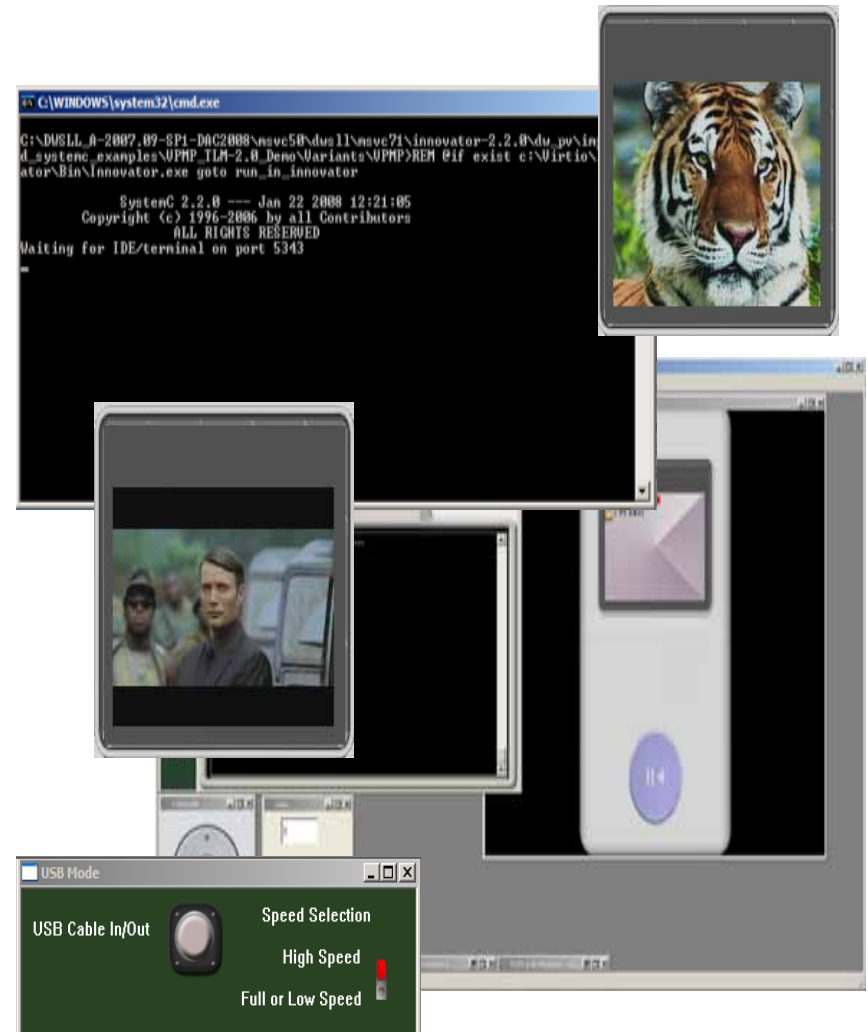 C:\WINDOWS\system32\cmd.exe
C:\DWSLL_A-2007.09-SP1-DAC2008\msvc50\dwsll\msvc71\innovator-2.2.0\dw_pv\im
d_systemc_examples\VPMP_TLM-2.0_Demo\Variants\VPMP>REM @if exist c:\Virtio\
ator\Bin\Innovator.exe goto run_in_innovator
SystemC 2.2.0 --- Jan 22 2008 12:21:05
Copyright (c) 1996-2006 by all Contributors
ALL RIGHTS RESERVED
Waiting for IDE/terminal on port 5343
USB Mode
USB Cable In/Out
Speed Selection
High Speed
Full or Low Speed